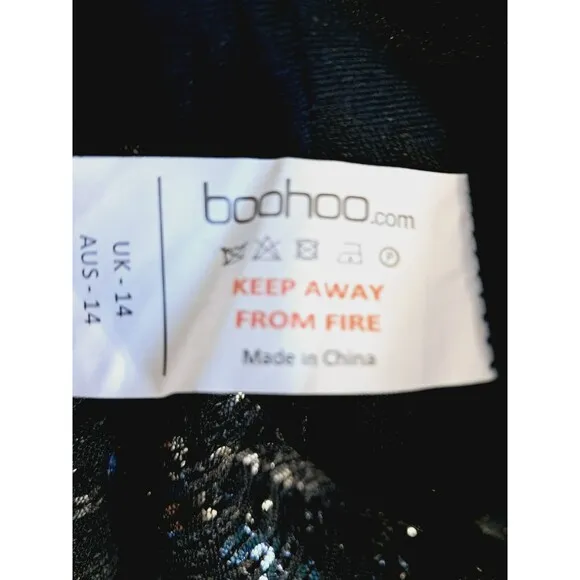 boohoo.com
P
KEEP AWAY
FROM FIRE
Made in China
UK - 14
AUS - 14